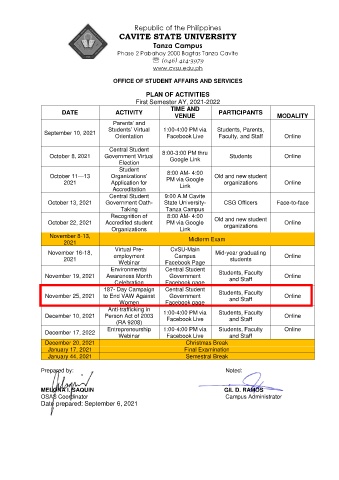 Republic of the Philippines
CAVITE STATE UNIVERSITY
Tanza Campus
Phase 2 Pabahay 2000 Bagtas Tanza Cavite
(046) 414-3979
www.cvsu.edu.ph
OFFICE OF STUDENT AFFAIRS AND SERVICES
PLAN OF ACTIVITIES
First Semester AY, 2021-2022
DATE ACTIVITY TIME AND VENUE PARTICIPANTS MODALITY
September 10, 2021 Parents' and Students' Virtual Orientation 1:00-4:00 PM via Facebook Live Students, Parents, Faculty, and Staff Online
October 8, 2021 Central Student Government Virtual Election 8:00-3:00 PM thru Google Link Students Online
October 11—13 2021 Student Organizations' Application for Accreditation 8:00 AM- 4:00 PM via Google Link Old and new student organizations Online
October 13, 2021 Central Student Government Oath-Taking 9:00 A.M Cavite State University-Tanza Campus CSG Officers Face-to-face
October 22, 2021 Recognition of Accredited student Organizations 8:00 AM- 4:00 PM via Google Link Old and new student organizations Online
November 8-13, 2021 Midterm Exam
November 16-18, 2021 Virtual Pre-employment Webinar CvSU-Main Campus Facebook Page Mid-year graduating students Online
November 19, 2021 Environmental Awareness Month Celebration Central Student Government Facebook page Students, Faculty and Staff Online
November 25, 2021 187- Day Campaign to End VAW Against Women Central Student Government Facebook page Students, Faculty and Staff Online
December 10, 2021 Anti trafficking in Person Act of 2003 (RA 9208) 1:00-4:00 PM via Facebook Live Students, Faculty and Staff Online
December 17, 2022 Entrepreneurship Webinar 1:00-4:00 PM via Facebook Live Students, Faculty and Staff Online
December 20, 2021 Christmas Break
January 17, 2021 Final Examination
January 44, 2021 Semestral Break
Prepared by: Noted:
GIL D. RAMOS
OSAS Coordinator Campus Administrator
Date prepared: September 6, 2021